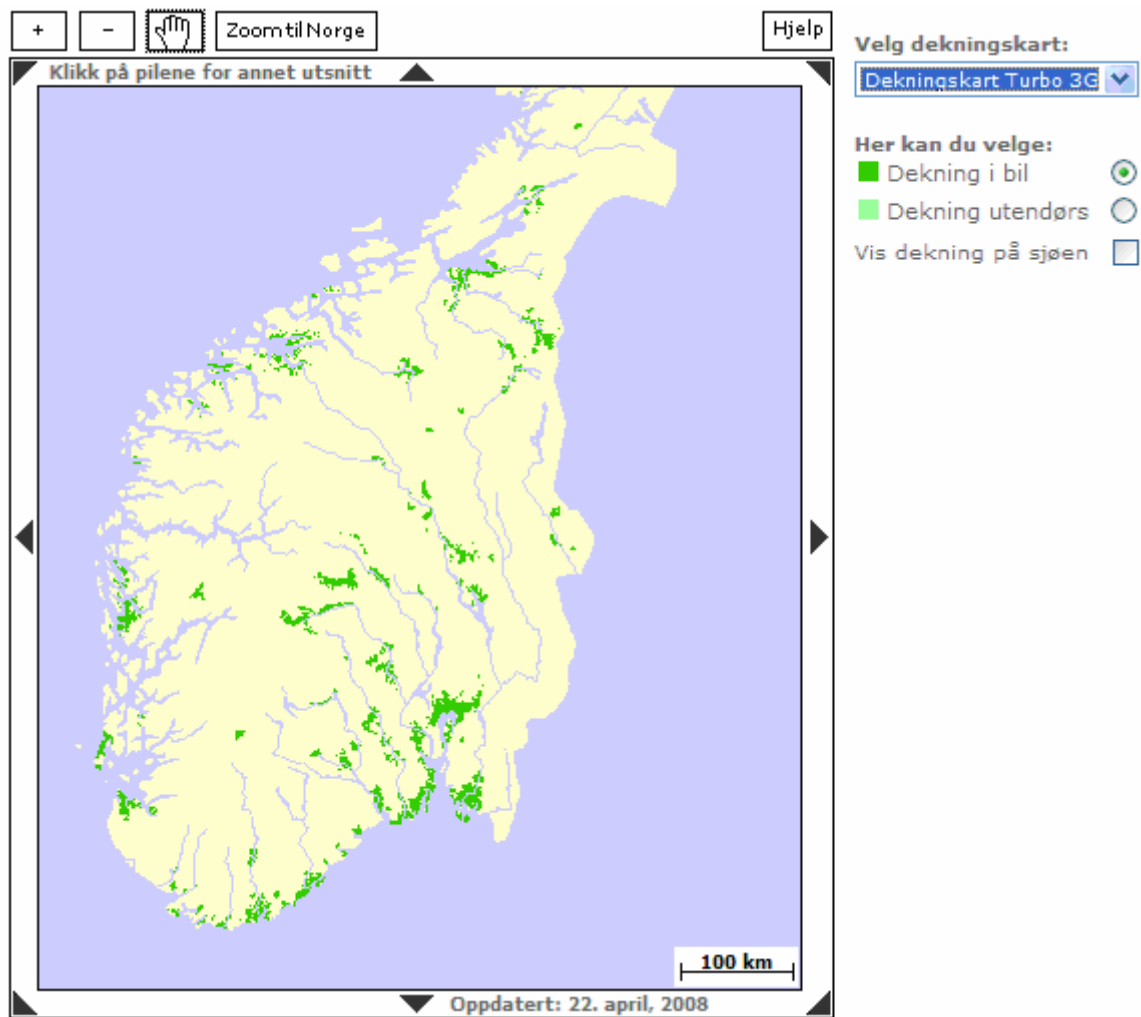 +
-
Zoom til Norge
Hjelp
Klikk på pilene for annet utsnitt
Velg dekningskart:
Dekningskart Turbo 3G
Her kan du velge:
Dekning i bil
Dekning utendørs
Vis dekning på sjøen
100 km
Oppdatert: 22. april, 2008